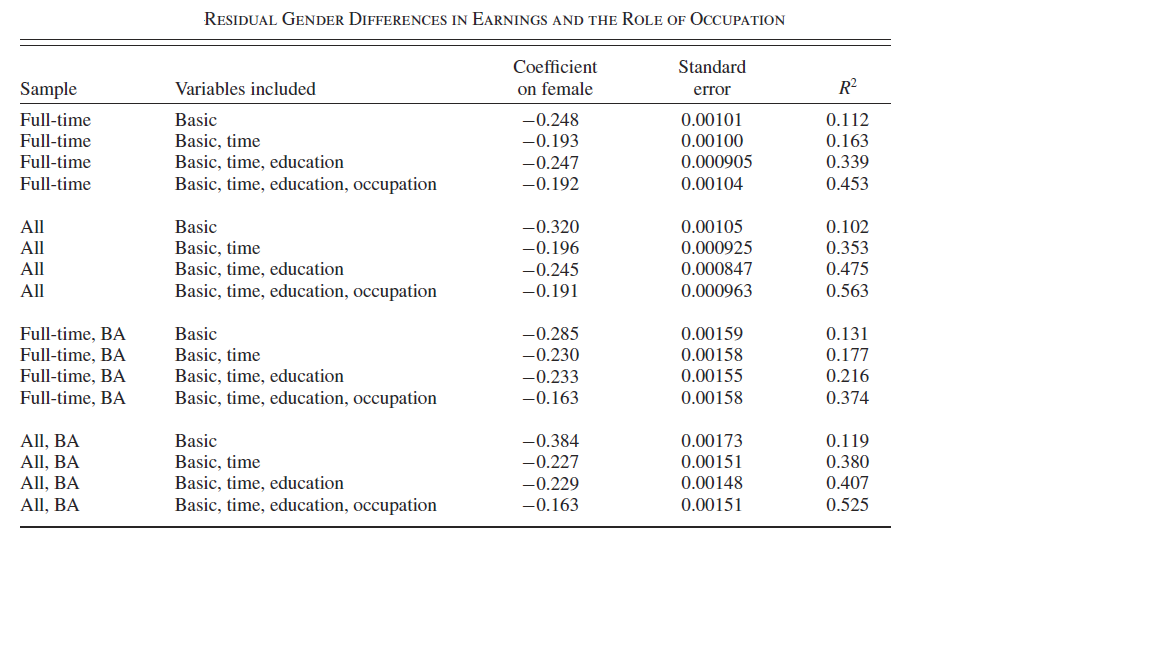 RESIDUAL GENDER DIFFERENCES IN EARNINGS AND THE ROLE OF OCCUPATION
Coefficient Standard
Sample Variables included on female error R²
Full-time Basic −0.248 0.00101 0.112
Full-time Basic, time −0.193 0.00100 0.163
Full-time Basic, time, education −0.247 0.000905 0.339
Full-time Basic, time, education, occupation −0.192 0.00104 0.453
All Basic −0.320 0.00105 0.102
All Basic, time −0.196 0.000925 0.353
All Basic, time, education −0.245 0.000847 0.475
All Basic, time, education, occupation −0.191 0.000963 0.563
Full-time, BA Basic −0.285 0.00159 0.131
Full-time, BA Basic, time −0.230 0.00158 0.177
Full-time, BA Basic, time, education −0.233 0.00155 0.216
Full-time, BA Basic, time, education, occupation −0.163 0.00158 0.374
All, BA Basic −0.384 0.00173 0.119
All, BA Basic, time −0.227 0.00151 0.380
All, BA Basic, time, education −0.229 0.00148 0.407
All, BA Basic, time, education, occupation −0.163 0.00151 0.525